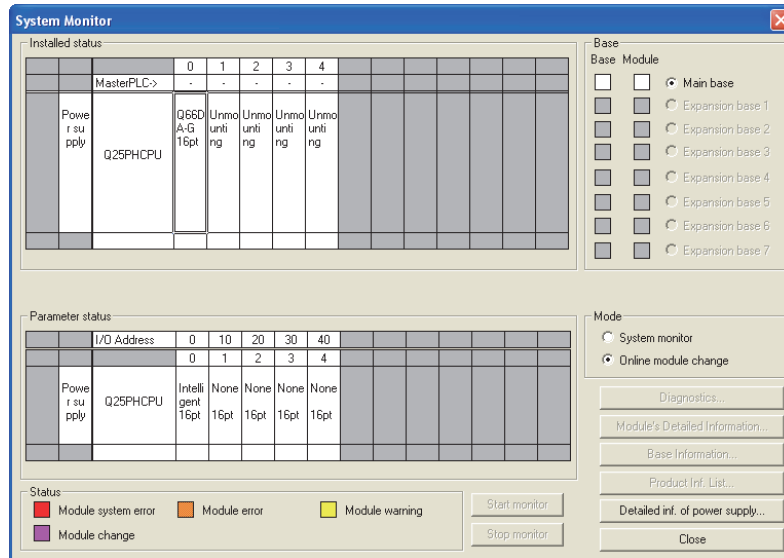 System Monitor
Installed status
0 1 2 3 4
MasterPLC-> - - - - -
Powe
r su
pply
Q25PHCPU
Q66D
A-G
16pt
Unmo
unti
ng
Unmo
unti
ng
Unmo
unti
ng
Unmo
unti
ng
Base
Base Module
Main base
Expansion base 1
Expansion base 2
Expansion base 3
Expansion base 4
Expansion base 5
Expansion base 6
Expansion base 7
Parameter status
I/O Address 0 10 20 30 40
0 1 2 3 4
Powe
r su
pply
Q25PHCPU
Intelli
gent
16pt
None
16pt
None
16pt
None
16pt
None
16pt
Mode
System monitor
Online module change
Diagnostics...
Module's Detailed Information...
Base Information...
Product Inf. List...
Detailed inf. of power supply...
Close
Status
Module system error
Module error
Module warning
Module change
Start monitor
Stop monitor